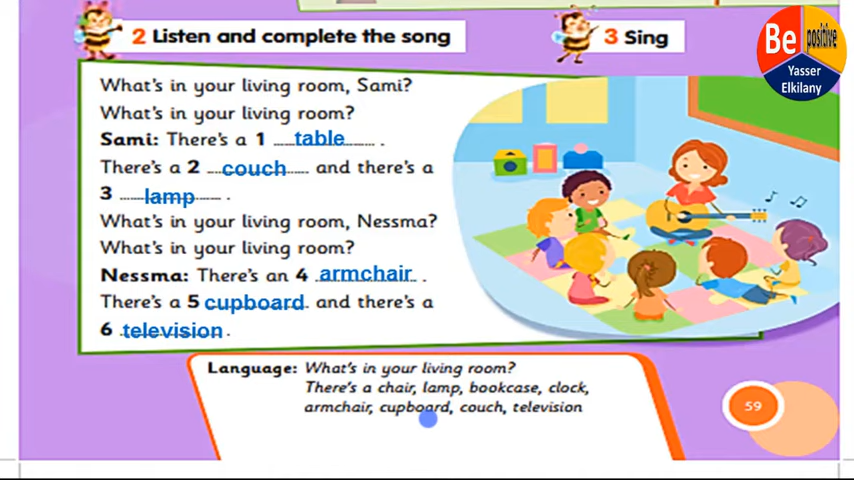 2 Listen and complete the song
3 Sing
Be positive
Yasser
Elkilany
What's in your living room, Sami?
What's in your living room?
Sami: There's a 1 table .
There's a 2 couch and there's a
3 lamp .
What's in your living room, Nessma?
What's in your living room?
Nessma: There's an 4 armchair .
There's a 5 cupboard and there's a
6 television .
Language: What's in your living room?
There's a chair, lamp, bookcase, clock,
armchair, cupboard, couch, television
59